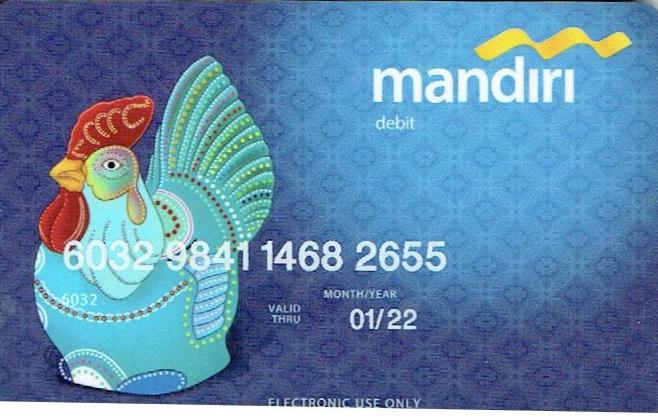 mandiri
debit
6032 9841 1468 2655
6032
MONTH/YEAR
VALID
THRU
01/22
ELECTRONIC USE ONLY